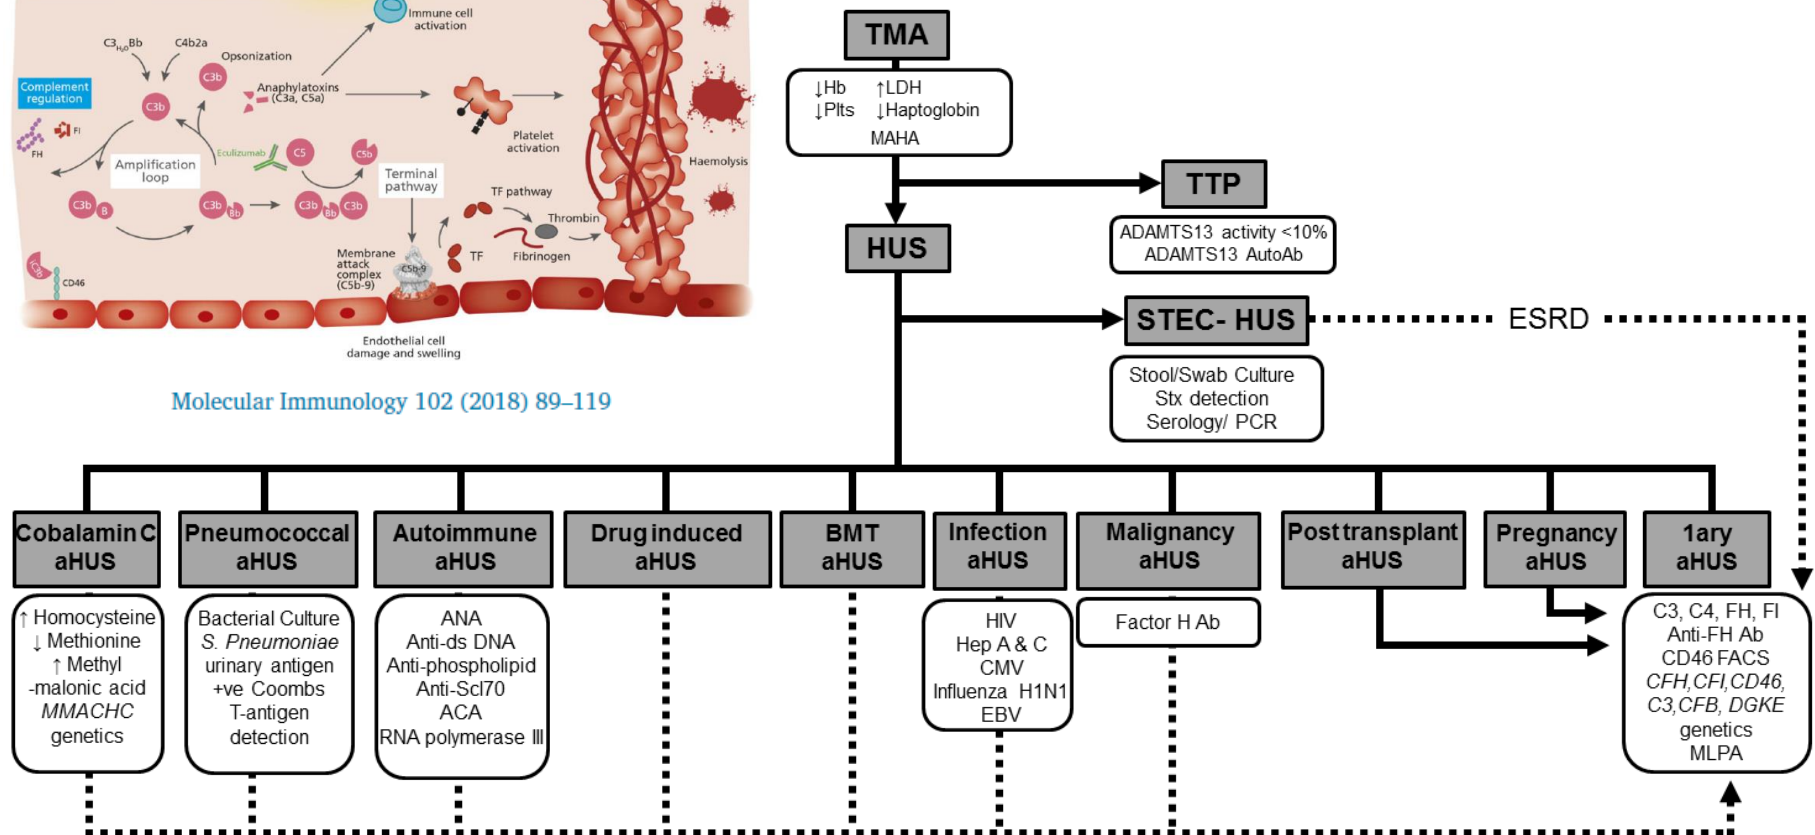 Immune cell
activation
C3H₂OBb
C4b2a
Opsonization
C3b
Complement
regulation
Anaphylatoxins
(C3a, C5a)
C3b
FI
FH
Platelet
activation
Haemolysis
Amplification
loop
Eculizumab
C5
C5b
Terminal
pathway
C3b
B
C3b
Bb
C3b
Bb
C3b
TF pathway
Thrombin
TF
Fibrinogen
Membrane
attack
complex
(C5b-9)
C5b-9
iC3b
CD46
Endothelial cell
damage and swelling
Molecular Immunology 102 (2018) 89–119
TMA
↓Hb ↑LDH
↓Plts ↓Haptoglobin
MAHA
TTP
ADAMTS13 activity <10%
ADAMTS13 AutoAb
HUS
STEC- HUS
ESRD
Stool/Swab Culture
Stx detection
Serology/ PCR
Cobalamin C
aHUS
↑ Homocysteine
↓ Methionine
↑ Methyl
-malonic acid
MMACHC
genetics
Pneumococcal
aHUS
Bacterial Culture
S. Pneumoniae
urinary antigen
+ve Coombs
T-antigen
detection
Autoimmune
aHUS
ANA
Anti-ds DNA
Anti-phospholipid
Anti-Scl70
ACA
RNA polymerase III
Drug induced
aHUS
BMT
aHUS
Infection
aHUS
HIV
Hep A & C
CMV
Influenza H1N1
EBV
Malignancy
aHUS
Factor H Ab
Post transplant
aHUS
Pregnancy
aHUS
1ary
aHUS
C3, C4, FH, FI
Anti-FH Ab
CD46 FACS
CFH,CFI,CD46,
C3,CFB, DGKE
genetics
MLPA